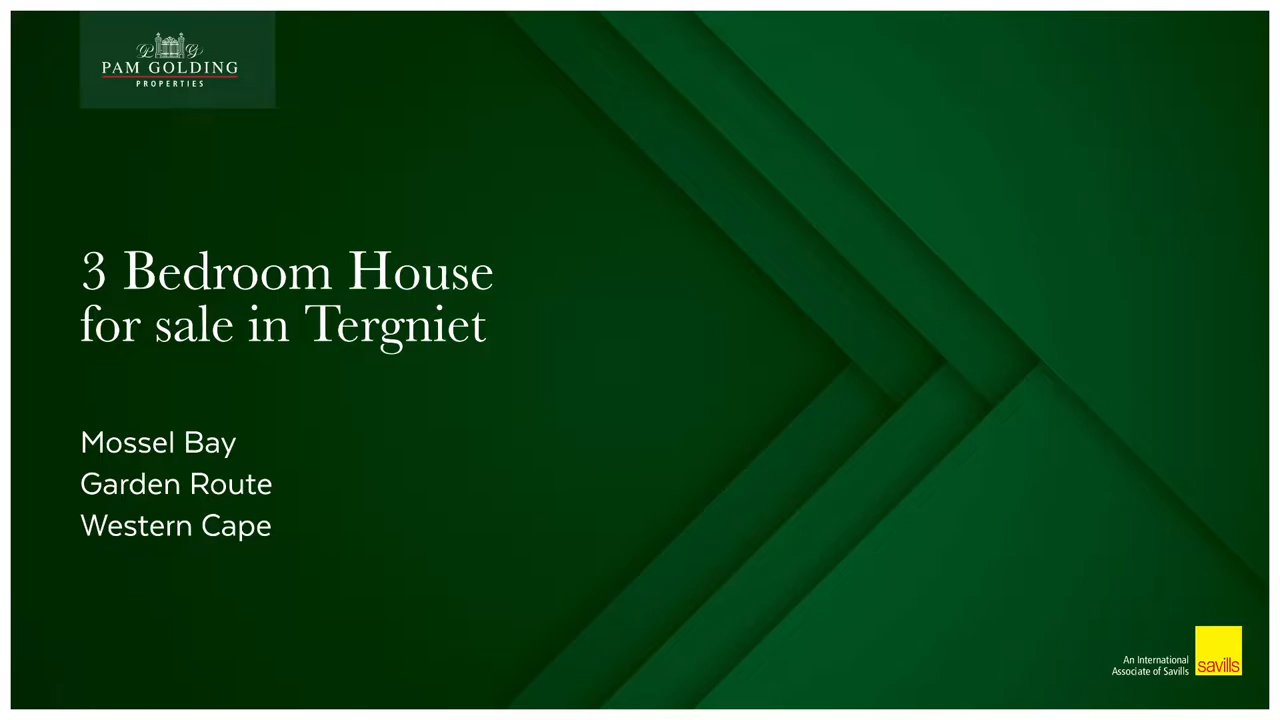 PAM GOLDING
PROPERTIES
3 Bedroom House
for sale in Tergniet
Mossel Bay
Garden Route
Western Cape
An International
Associate of Savills
savills